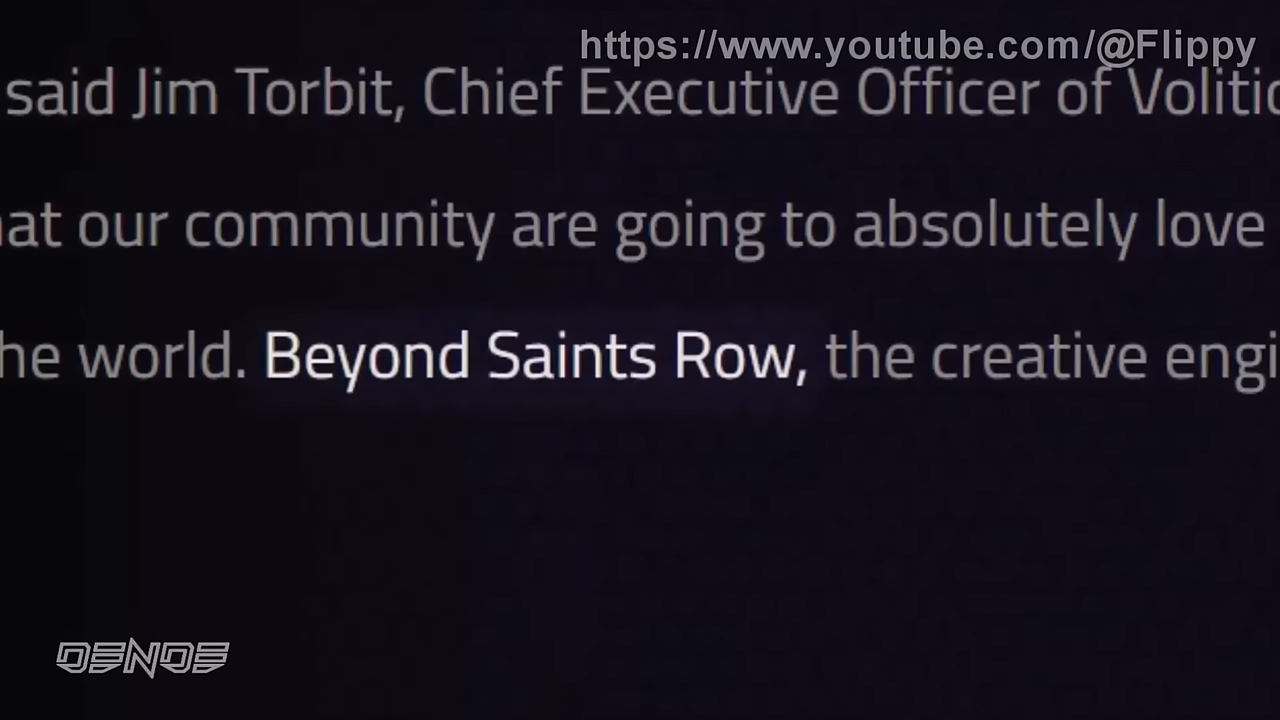 https://www.youtube.com/@Flippy
said Jim Torbit, Chief Executive Officer of
our community are going to absolutely love
world. Beyond Saints Row, the creative